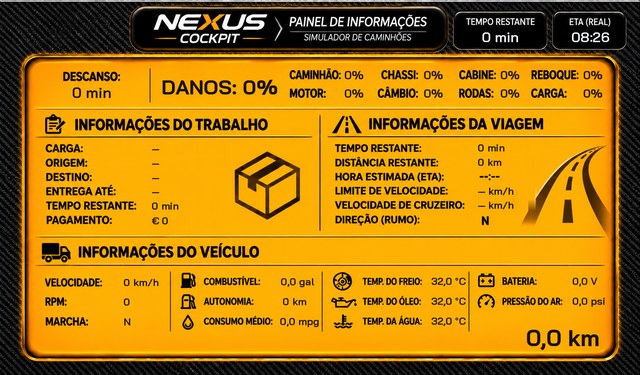 NEXUS
COCKPIT
PAINEL DE INFORMAÇÕES
SIMULADOR DE CAMINHÕES
TEMPO RESTANTE
0 min
ETA (REAL)
08:26
DESCANSO:
0 min
DANOS: 0%
CAMINHÃO: 0% CHASSI: 0% CABINE: 0% REBOQUE: 0%
MOTOR: 0% CÂMBIO: 0% RODAS: 0% CARGA: 0%
INFORMAÇÕES DO TRABALHO
CARGA: –
ORIGEM: –
DESTINO: –
ENTREGA ATÉ: –
TEMPO RESTANTE: 0 min
PAGAMENTO: €0
INFORMAÇÕES DA VIAGEM
TEMPO RESTANTE: 0 min
DISTÂNCIA RESTANTE: 0 km
HORA ESTIMADA (ETA): --:--
LIMITE DE VELOCIDADE: – km/h
VELOCIDADE DE CRUZEIRO: – km/h
DIREÇÃO (RUMO): N
INFORMAÇÕES DO VEÍCULO
VELOCIDADE: 0 km/h
RPM: 0
MARCHA: N
COMBUSTÍVEL: 0,0 gal
AUTONOMIA: 0 km
CONSUMO MÉDIO: 0,0 mpg
TEMP. DO FREIO: 32,0 °C
TEMP. DO ÓLEO: 32,0 °C
TEMP. DA ÁGUA: 32,0 °C
BATERIA: 0,0 V
PRESSÃO DO AR: 0,0 psi
0,0 km